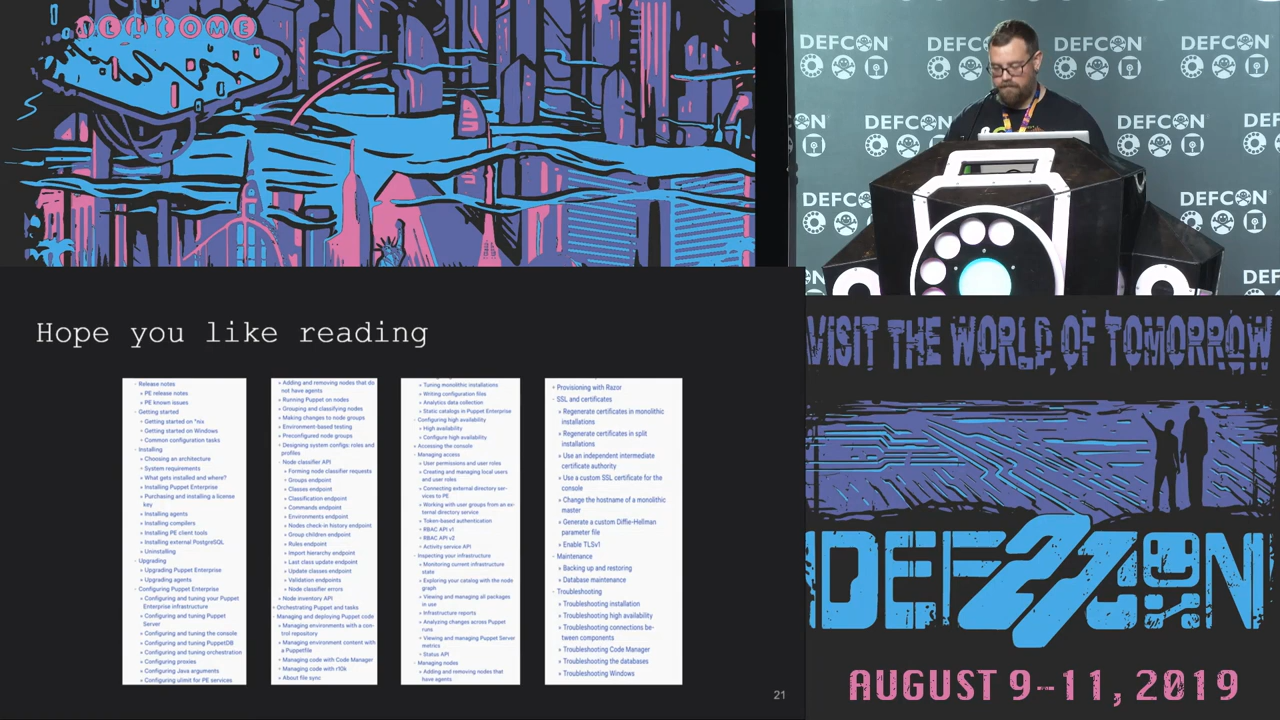 WELCOME
DEFCON DEFCON DEFCON DEFCON
DEFCON DEFCON
DEFCON DEFCON
Hope you like reading
- Release notes
» PE release notes
» PE known issues
- Getting started
» Getting started on *nix
» Getting started on Windows
» Common configuration tasks
- Installing
» Choosing an architecture
» System requirements
» What gets installed and where?
» Installing Puppet Enterprise
» Purchasing and installing a license
key
» Installing agents
» Installing compilers
» Installing PE client tools
» Installing external PostgreSQL
» Uninstalling
- Upgrading
» Upgrading Puppet Enterprise
» Upgrading agents
- Configuring Puppet Enterprise
» Configuring and tuning your Puppet
Enterprise infrastructure
» Configuring and tuning Puppet
Server
» Configuring and tuning the console
» Configuring and tuning PuppetDB
» Configuring and tuning orchestration
» Configuring proxies
» Configuring Java arguments
» Configuring ulimit for PE services
» Adding and removing nodes that do
not have agents
» Running Puppet on nodes
» Grouping and classifying nodes
» Making changes to node groups
» Environment-based testing
» Preconfigured node groups
- Designing system configs: roles and
profiles
- Node classifier API
» Forming node classifier requests
» Groups endpoint
» Classes endpoint
» Classification endpoint
» Commands endpoint
» Environments endpoint
» Nodes check-in history endpoint
» Group children endpoint
» Rules endpoint
» Import hierarchy endpoint
» Last class update endpoint
» Update classes endpoint
» Validation endpoints
» Node classifier errors
» Node inventory API
+ Orchestrating Puppet and tasks
- Managing and deploying Puppet code
» Managing environments with a con-
trol repository
» Managing environment content with
a Puppetfile
+ Managing code with Code Manager
+ Managing code with r10k
» About file sync
» Tuning monolithic installations
» Writing configuration files
» Analytics data collection
» Static catalogs in Puppet Enterprise
- Configuring high availability
» High availability
» Configure high availability
» Accessing the console
- Managing access
» User permissions and user roles
» Creating and managing local users
and user roles
» Connecting external directory ser-
vices to PE
» Working with user groups from an ex-
ternal directory service
» Token-based authentication
» RBAC API v1
» RBAC API v2
» Activity service API
- Inspecting your infrastructure
» Monitoring current infrastructure
state
» Exploring your catalog with the node
graph
» Viewing and managing all packages
in use
» Infrastructure reports
» Analyzing changes across Puppet
runs
» Viewing and managing Puppet Server
metrics
» Status API
- Managing nodes
» Adding and removing nodes that
have agents
+ Provisioning with Razor
- SSL and certificates
» Regenerate certificates in monolithic
installations
» Regenerate certificates in split
installations
» Use an independent intermediate
certificate authority
» Use a custom SSL certificate for the
console
» Change the hostname of a monolithic
master
» Generate a custom Diffie-Hellman
parameter file
» Enable TLSv1
- Maintenance
» Backing up and restoring
» Database maintenance
- Troubleshooting
» Troubleshooting installation
» Troubleshooting high availability
» Troubleshooting connections be-
tween components
» Troubleshooting Code Manager
» Troubleshooting the databases
» Troubleshooting Windows
21
VISIT THE WORLD OF TOMORROW
DEFCON
AUGUST 9-11, 2019